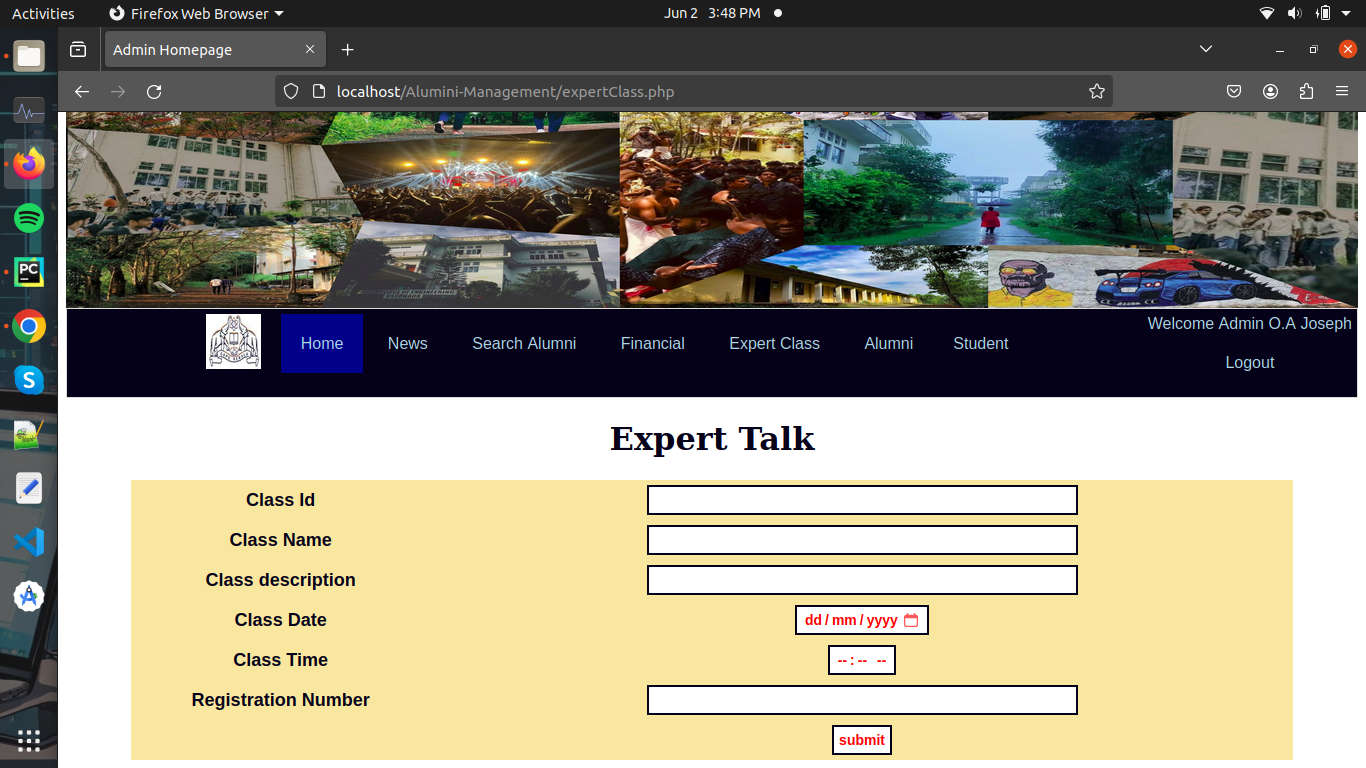 Activities
Firefox Web Browser
Jun 2 3:48 PM
Admin Homepage
localhost/Alumini-Management/expertClass.php
Welcome Admin O.A Joseph
Home News Search Alumni Financial Expert Class Alumni Student
Logout
Expert Talk
Class Id
Class Name
Class description
Class Date dd/mm/yyyy
Class Time --:-- --
Registration Number
submit
PC